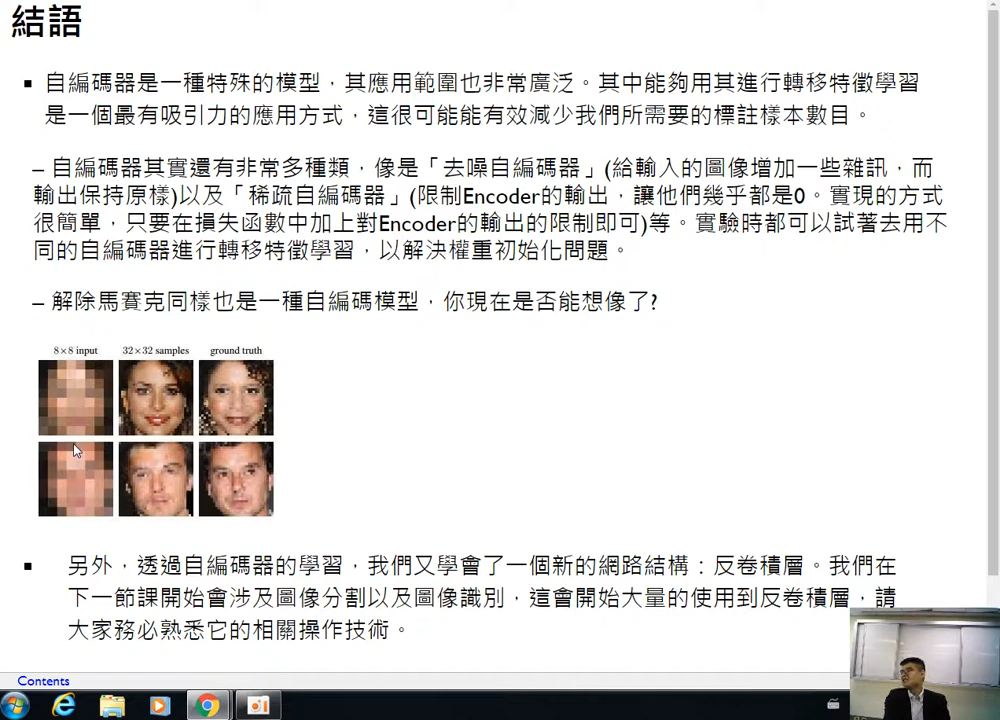 結語
▪ 自編碼器是一種特殊的模型，其應用範圍也非常廣泛。其中能夠用其進行轉移特徵學習
是一個最有吸引力的應用方式，這很可能能有效減少我們所需要的標註樣本數目。
– 自編碼器其實還有非常多種類，像是「去噪自編碼器」(給輸入的圖像增加一些雜訊，而
輸出保持原樣)以及「稀疏自編碼器」(限制Encoder的輸出，讓他們幾乎都是0。實現的方式
很簡單，只要在損失函數中加上對Encoder的輸出的限制即可)等。實驗時都可以試著去用不
同的自編碼器進行轉移特徵學習，以解決權重初始化問題。
– 解除馬賽克同樣也是一種自編碼模型，你現在是否能想像了?
8×8 input 32×32 samples ground truth
▪ 另外，透過自編碼器的學習，我們又學會了一個新的網路結構：反卷積層。我們在
下一節課開始會涉及圖像分割以及圖像識別，這會開始大量的使用到反卷積層，請
大家務必熟悉它的相關操作技術。
Contents